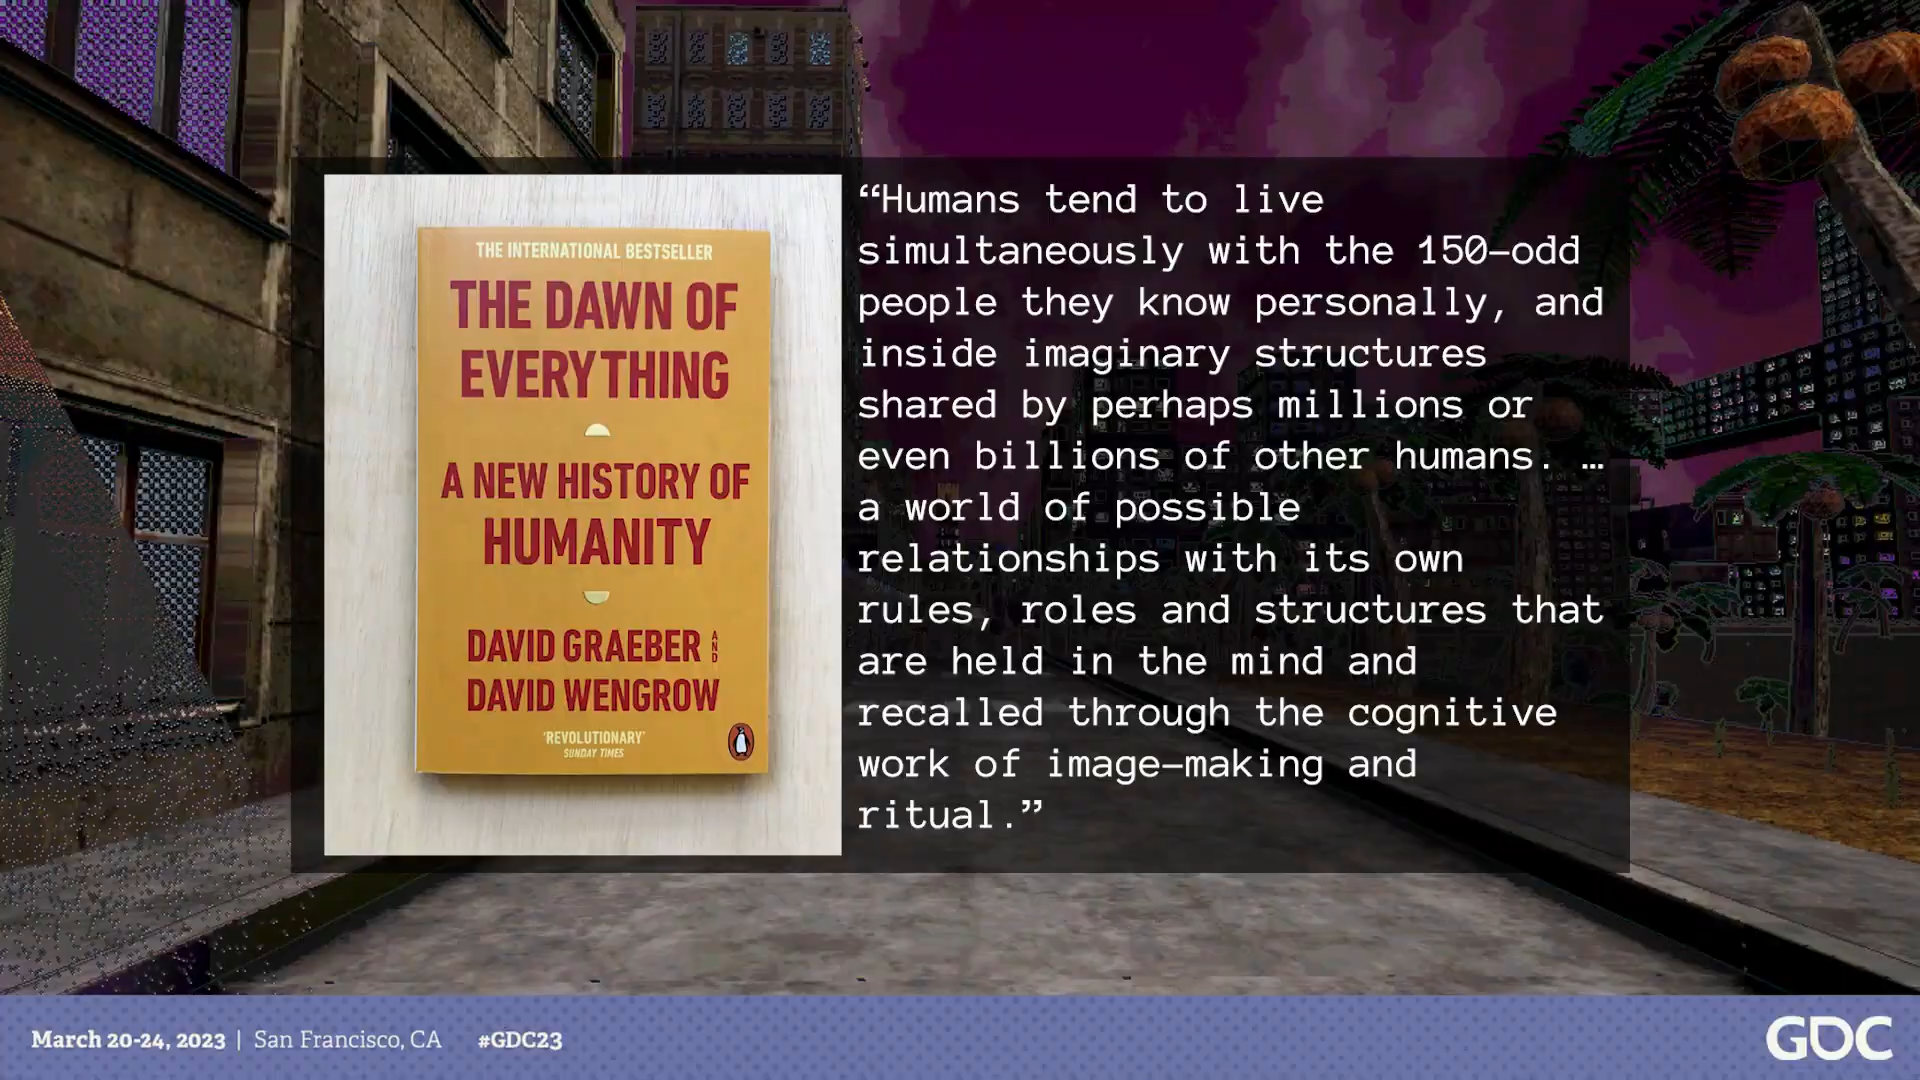 THE INTERNATIONAL BESTSELLER
THE DAWN OF
EVERYTHING
A NEW HISTORY OF
HUMANITY
DAVID GRAEBER AND
DAVID WENGROW
'REVOLUTIONARY'
SUNDAY TIMES
“Humans tend to live
simultaneously with the 150–odd
people they know personally, and
inside imaginary structures
shared by perhaps millions or
even billions of other humans. …
a world of possible
relationships with its own
rules, roles and structures that
are held in the mind and
recalled through the cognitive
work of image–making and
ritual.”
March 20-24, 2023 | San Francisco, CA #GDC23
GDC